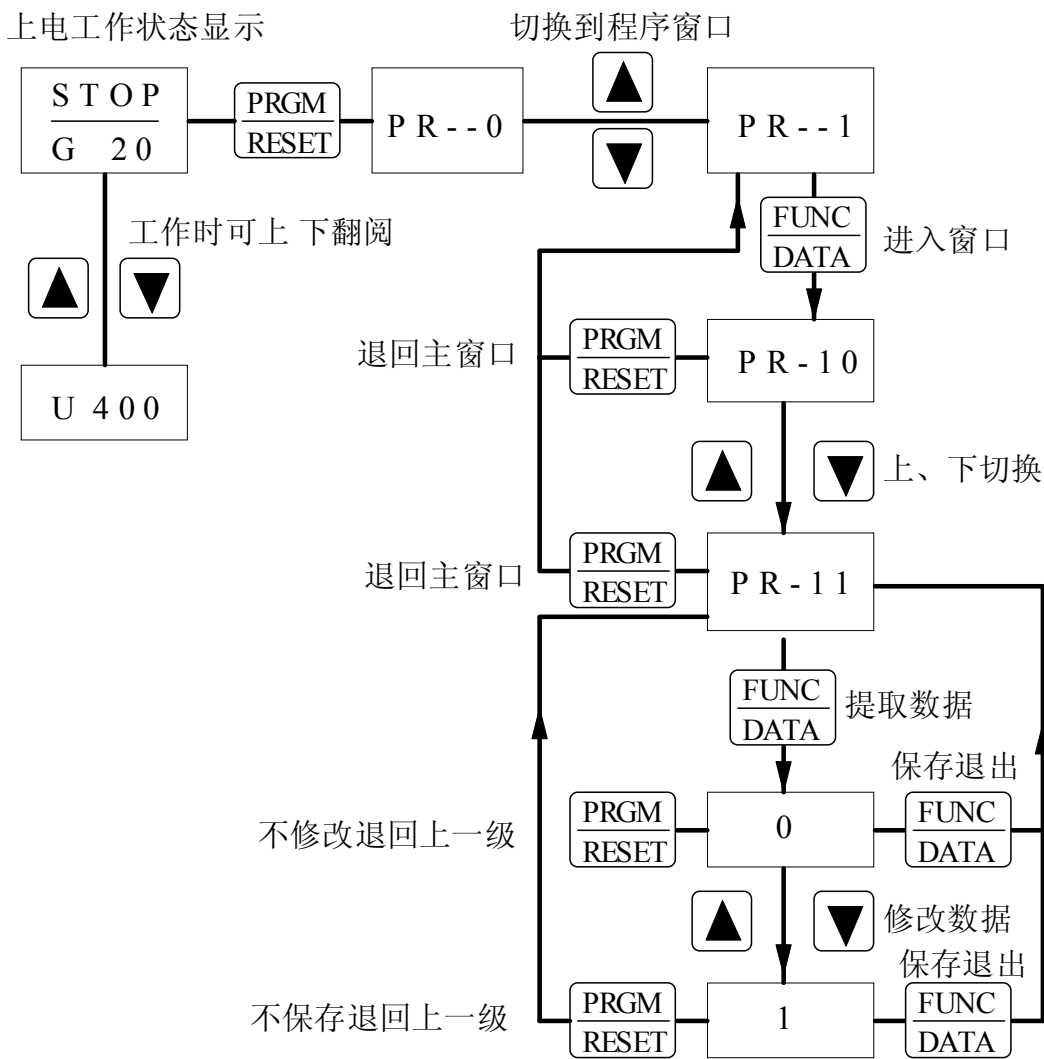 上电工作状态显示
切换到程序窗口
STOP
G 20
PRGM
RESET
PR--0
▲
▼
PR--1
工作时可上 下翻阅
▲ ▼
U 400
FUNC
DATA
进入窗口
退回主窗口
PRGM
RESET
PR-10
▲ ▼
上、下切换
退回主窗口
PRGM
RESET
PR-11
FUNC
DATA
提取数据
不修改退回上一级
PRGM
RESET
0
保存退出
FUNC
DATA
▲ ▼
修改数据
不保存退回上一级
PRGM
RESET
1
保存退出
FUNC
DATA